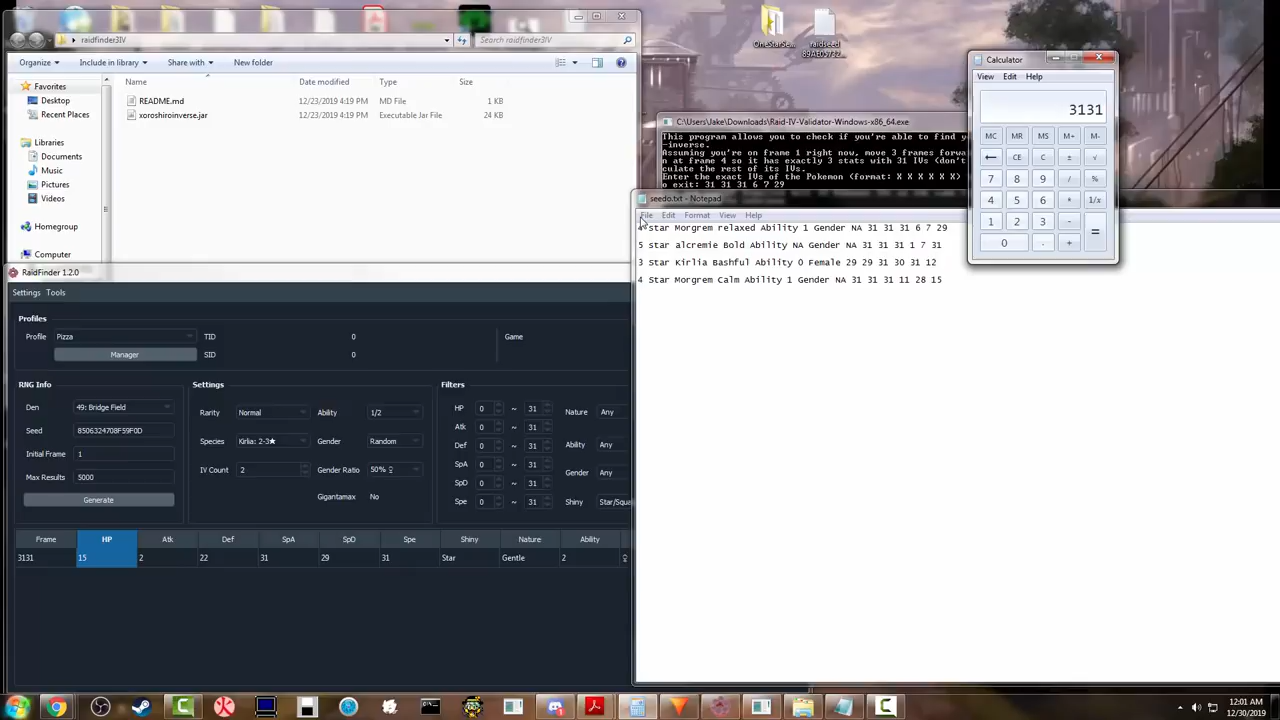 raidfinder3IV
Search raidfinder3IV
Organize
Include in library
Share with
New folder
Favorites
Desktop
Recent Places
Libraries
Documents
Music
Pictures
Videos
Homegroup
Computer
Name Date modified Type Size
README.md 12/23/2019 4:19 PM MD File 1 KB
xoroshiroinverse.jar 12/23/2019 4:19 PM Executable Jar File 24 KB
OneStarSe...
raidseed
C:\Users\Jake\Downloads\Raid-IV-Validator-Windows-x86_64.exe
This program allows you to check if you're able to find y
-inverse.
Assuming you're on frame 1 right now, move 3 frames forwa
n at frame 4 so it has exactly 3 stats with 31 IVs (don't
culate the rest of its IVs.
Enter the exact IVs of the Pokemon (format: X X X X X X)
o exit: 31 31 31 6 7 29
Calculator
View Edit Help
3131
MC MR MS M+ M-
← CE C ± √
7 8 9 / %
4 5 6 * 1/x
1 2 3 - =
0 . +
seedo.txt - Notepad
File Edit Format View Help
4 star Morgrem relaxed Ability 1 Gender NA 31 31 31 6 7 29
5 star alcremie Bold Ability NA Gender NA 31 31 31 1 7 31
3 Star Kirlia Bashful Ability 0 Female 29 29 31 30 31 12
4 Star Morgrem Calm Ability 1 Gender NA 31 31 31 11 28 15
RaidFinder 1.2.0
Settings Tools
Profiles
Profile Pizza TID 0 Game
Manager SID 0
RNG Info
Den 49: Bridge Field
Seed 8506324708F59F0D
Initial Frame 1
Max Results 5000
Generate
Settings
Rarity Normal Ability 1/2
Species Kirlia: 2-3★ Gender Random
IV Count 2 Gender Ratio 50% ♀
Gigantamax No
Filters
HP 0 ~ 31 Nature Any
Atk 0 ~ 31
Def 0 ~ 31 Ability Any
SpA 0 ~ 31
SpD 0 ~ 31 Gender Any
Spe 0 ~ 31 Shiny Star/Squa
Frame HP Atk Def SpA SpD Spe Shiny Nature Ability
3131 15 2 22 31 29 31 Star Gentle 2 ♀
12:01 AM
12/30/2019